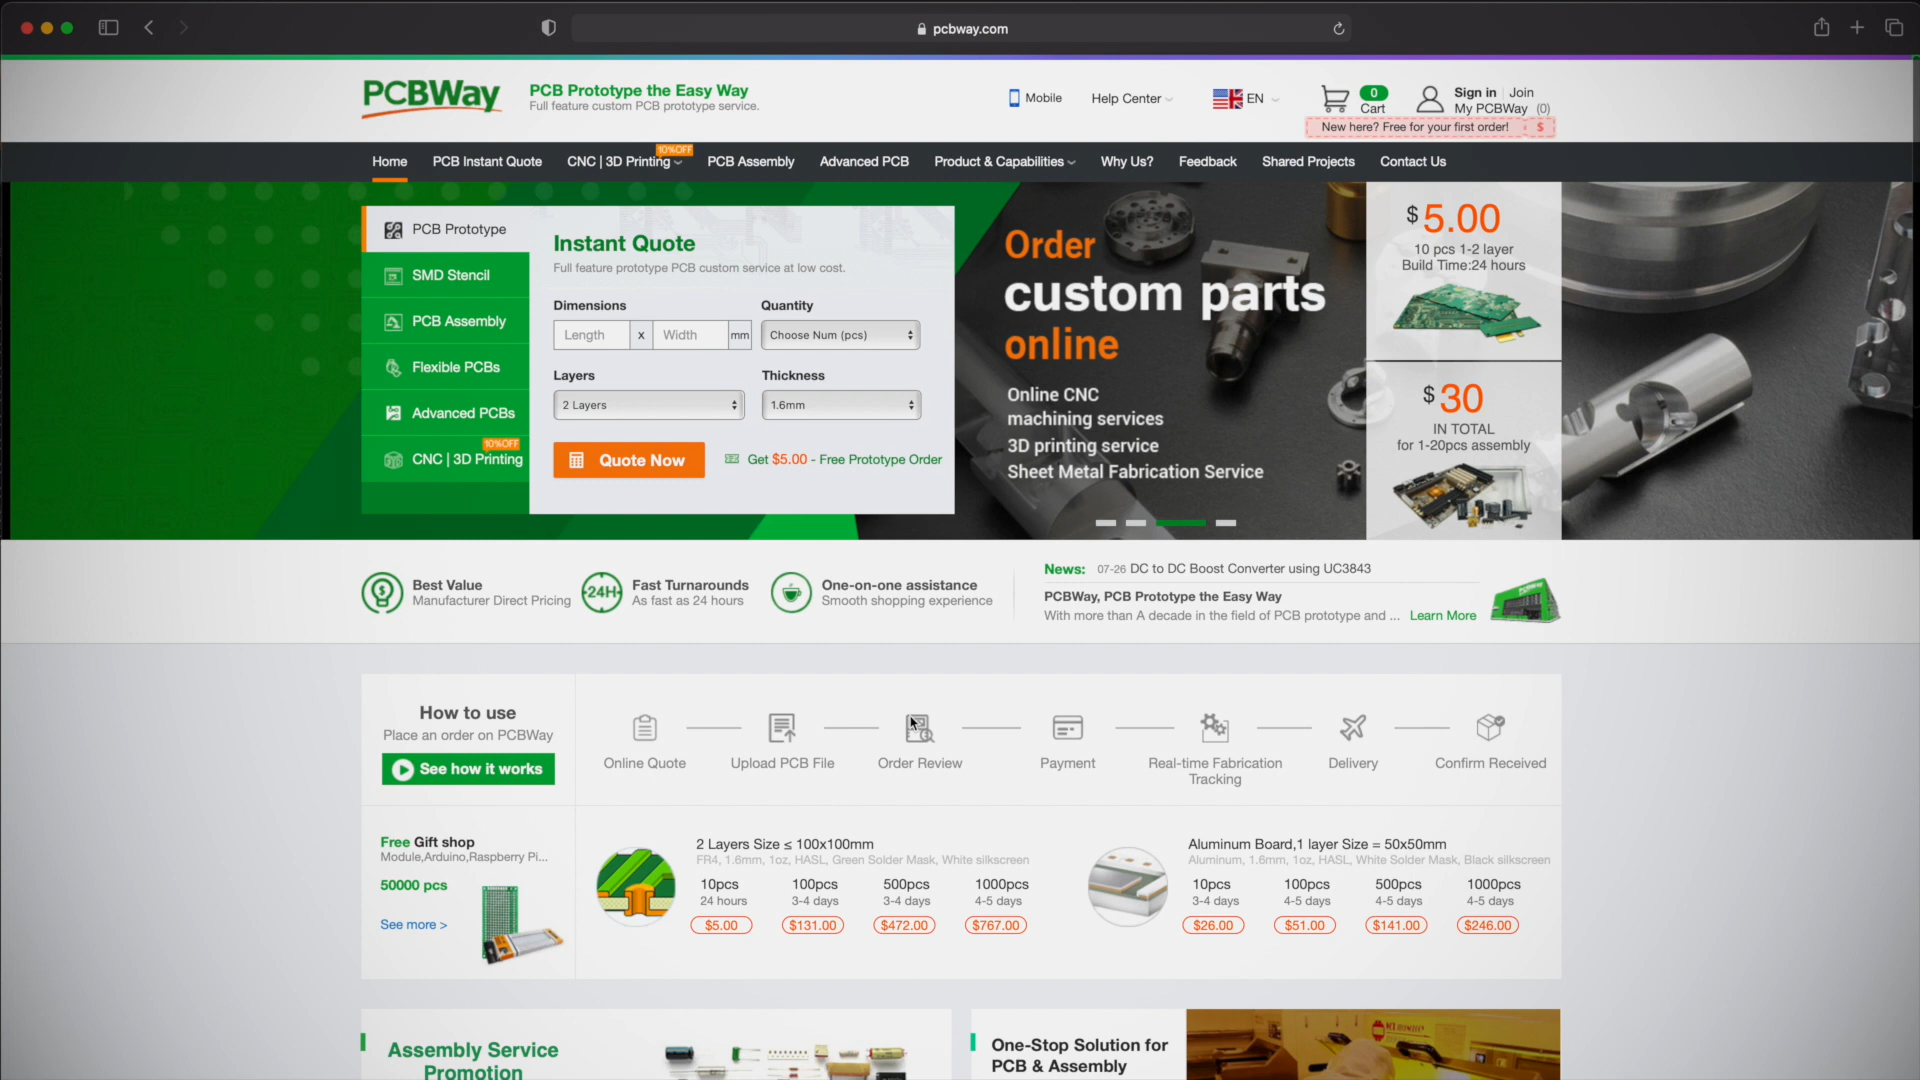 pcbway.com
PCBWay
PCB Prototype the Easy Way
Full feature custom PCB prototype service.
Mobile
Help Center
EN
0
Cart
Sign in | Join
My PCBWay (0)
New here? Free for your first order! $
Home
PCB Instant Quote
CNC | 3D Printing
10%OFF
PCB Assembly
Advanced PCB
Product & Capabilities
Why Us?
Feedback
Shared Projects
Contact Us
PCB Prototype
SMD Stencil
PCB Assembly
Flexible PCBs
Advanced PCBs
10%OFF
CNC | 3D Printing
Instant Quote
Full feature prototype PCB custom service at low cost.
Dimensions
Quantity
Length x Width mm
Choose Num (pcs)
Layers
Thickness
2 Layers
1.6mm
Quote Now
Get $5.00 - Free Prototype Order
Order
custom parts
online
Online CNC
machining services
3D printing service
Sheet Metal Fabrication Service
$ 5.00
10 pcs 1-2 layer
Build Time:24 hours
$ 30
IN TOTAL
for 1-20pcs assembly
Best Value
Manufacturer Direct Pricing
24H
Fast Turnarounds
As fast as 24 hours
One-on-one assistance
Smooth shopping experience
News: 07-26 DC to DC Boost Converter using UC3843
PCBWay, PCB Prototype the Easy Way
With more than A decade in the field of PCB prototype and ... Learn More
How to use
Place an order on PCBWay
See how it works
Online Quote
Upload PCB File
Order Review
Payment
Real-time Fabrication
Tracking
Delivery
Confirm Received
Free Gift shop
Module,Arduino,Raspberry Pi...
50000 pcs
See more >
2 Layers Size ≤ 100x100mm
FR4, 1.6mm, 1oz, HASL, Green Solder Mask, White silkscreen
10pcs 100pcs 500pcs 1000pcs
24 hours 3-4 days 3-4 days 4-5 days
$5.00 $131.00 $472.00 $767.00
Aluminum Board,1 layer Size = 50x50mm
Aluminum, 1.6mm, 1oz, HASL, White Solder Mask, Black silkscreen
10pcs 100pcs 500pcs 1000pcs
3-4 days 4-5 days 4-5 days 4-5 days
$26.00 $51.00 $141.00 $246.00
Assembly Service
Promotion
One-Stop Solution for
PCB & Assembly